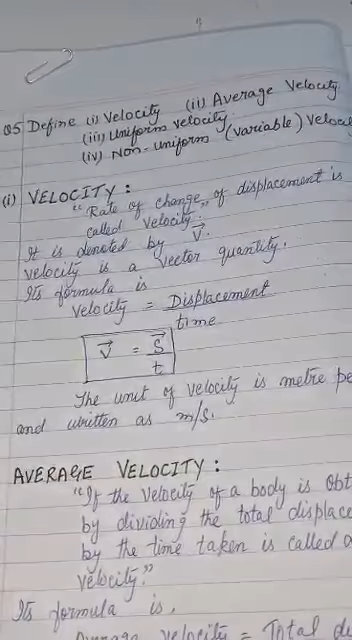 Q5 Define (i) Velocity (ii) Average Velocity
(iii) Uniform velocity
(iv) Non-uniform (variable) Veloc
(i) VELOCITY:
"Rate of change of displacement is
called velocity."
It is denoted by V⃗.
velocity is a vector quantity.
Its formula is
velocity = Displacement
time
V⃗ = S⃗
t
The unit of velocity is metre pe
and written as m/s.
AVERAGE VELOCITY:
"If the velocity of a body is obt
by dividing the total displace
by the time taken is called a
velocity."
Its formula is,
Average velocity = Total d